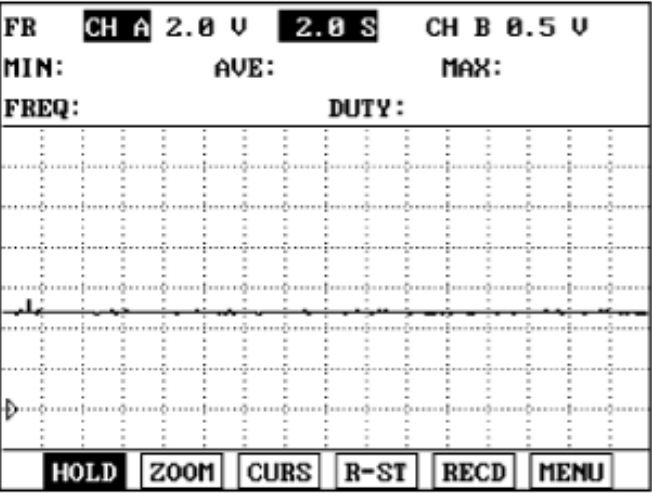 FR CH A 2.0 V 2.0 S CH B 0.5 V
MIN: AVE: MAX:
FREQ: DUTY:
HOLD ZOOM CURS R-ST RECD MENU